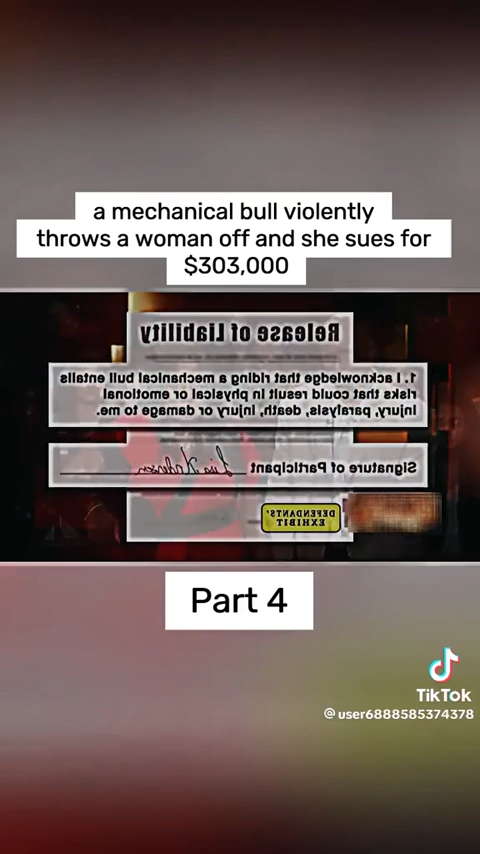 a mechanical bull violently
throws a woman off and she sues for
$303,000
Release of Liability
1. I acknowledge that riding a mechanical bull entails
risks that could result in physical or emotional
injury, paralysis, death, injury or damage to me.
Signature of Participant
DEFENDANTS'
EXHIBIT
Part 4
TikTok
@user6888585374378